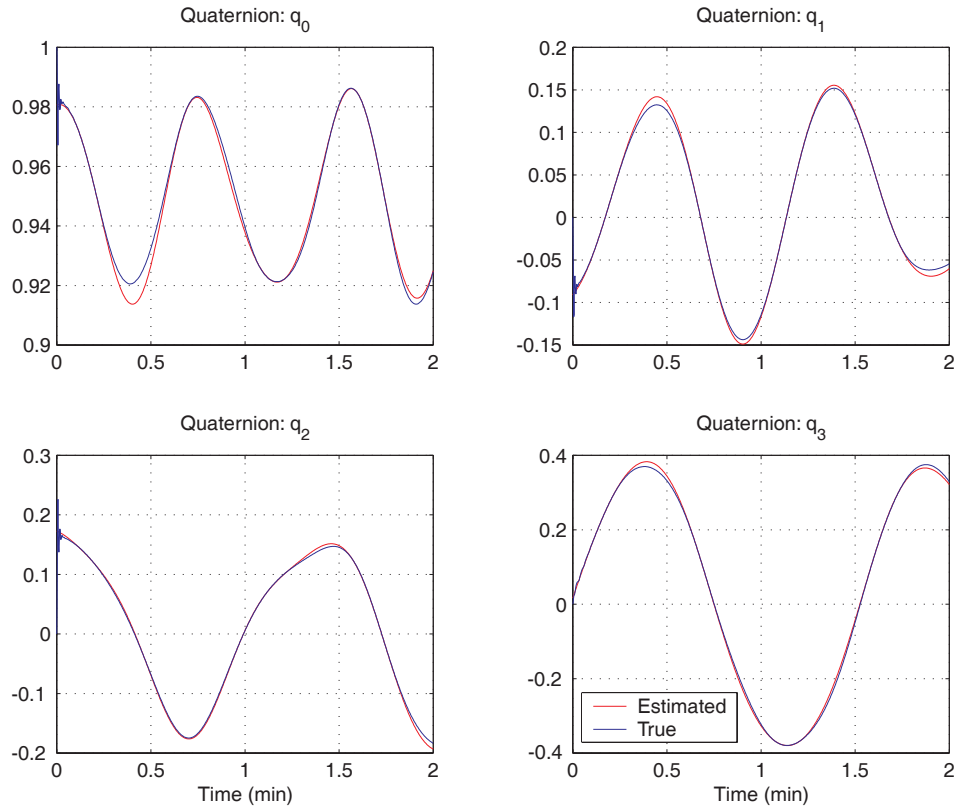 Quaternion: q0
1
0.98
0.96
0.94
0.92
0.9
0 0.5 1 1.5 2
Quaternion: q1
0.2
0.15
0.1
0.05
0
-0.05
-0.1
-0.15
0 0.5 1 1.5 2
Quaternion: q2
0.3
0.2
0.1
0
-0.1
-0.2
0 0.5 1 1.5 2
Time (min)
Quaternion: q3
0.4
0.2
0
-0.2
-0.4
0 0.5 1 1.5 2
Time (min)
Estimated
True